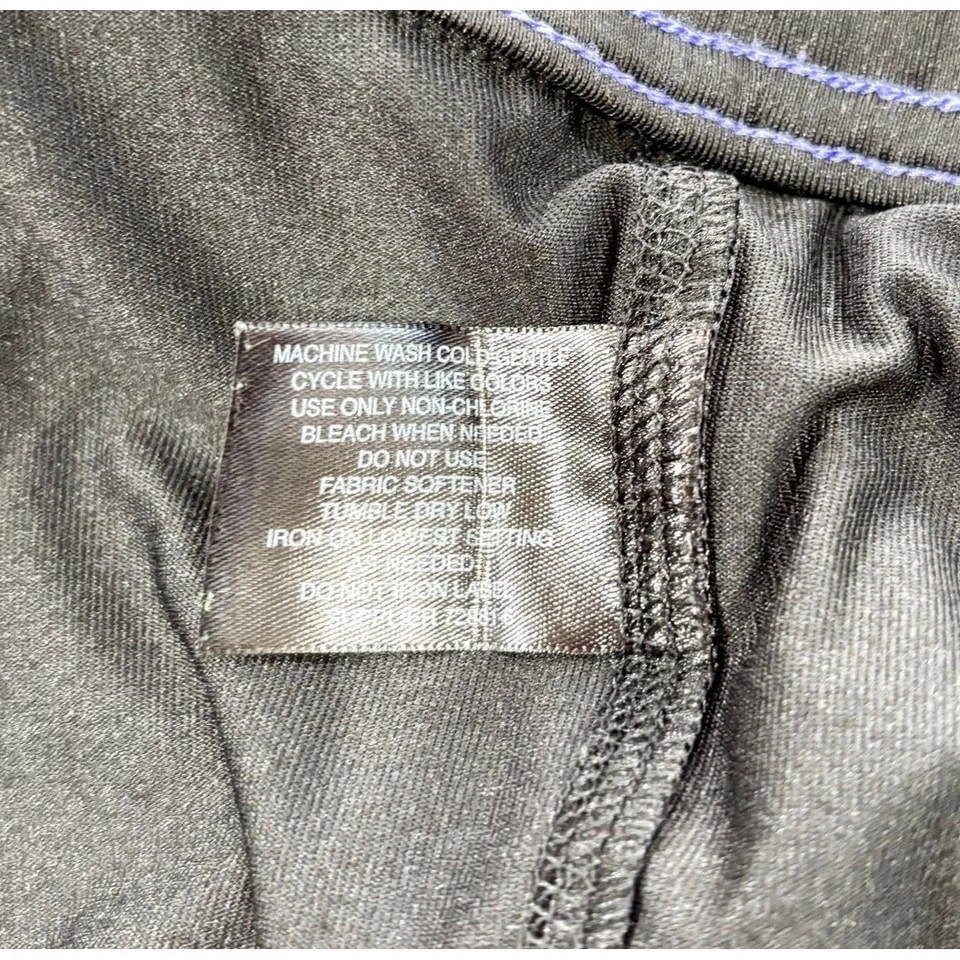 MACHINE WASH COLD-GENTLE
CYCLE WITH LIKE COLORS
USE ONLY NON-CHLORINE
BLEACH WHEN NEEDED
DO NOT USE
FABRIC SOFTENER
TUMBLE DRY LOW
IRON ON LOWEST SETTING
AS NEEDED
DO NOT IRON LABEL